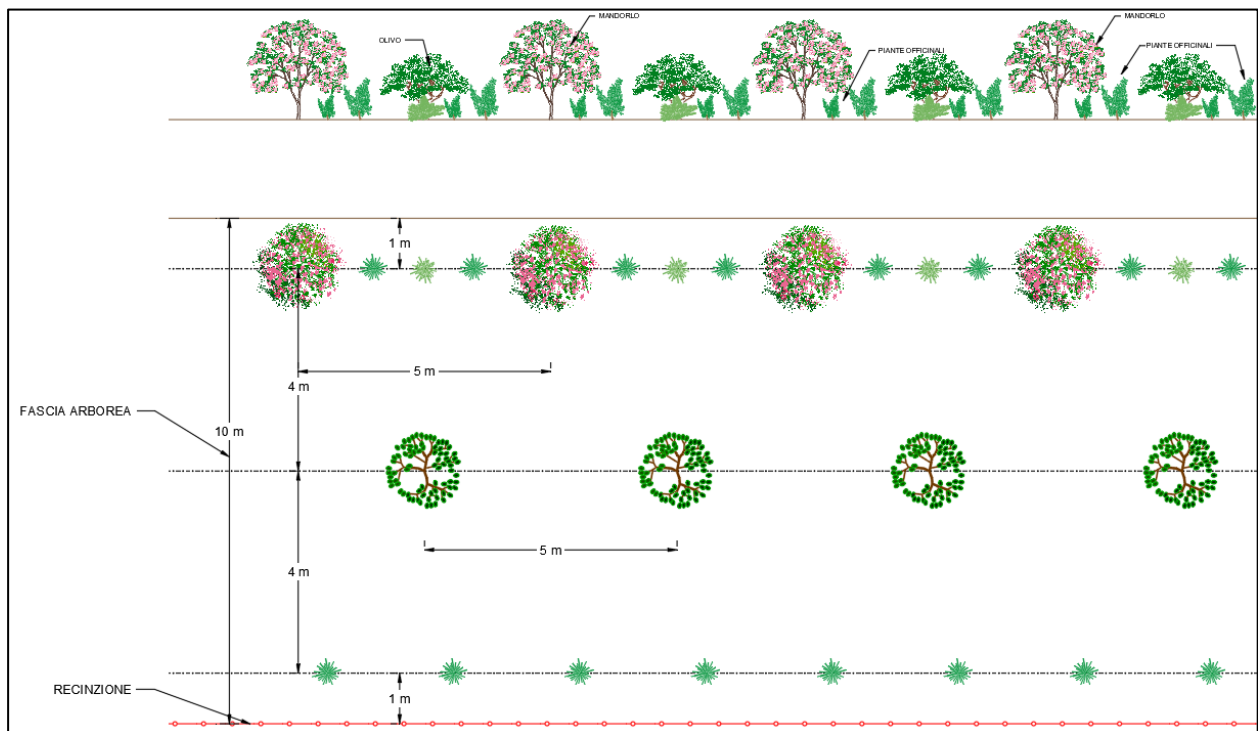 MANDORLO
MANDORLO
OLIVO
PIANTE OFFICINALI
PIANTE OFFICINALI
1 m
5 m
4 m
FASCIA ARBOREA
10 m
5 m
4 m
RECINZIONE
1 m